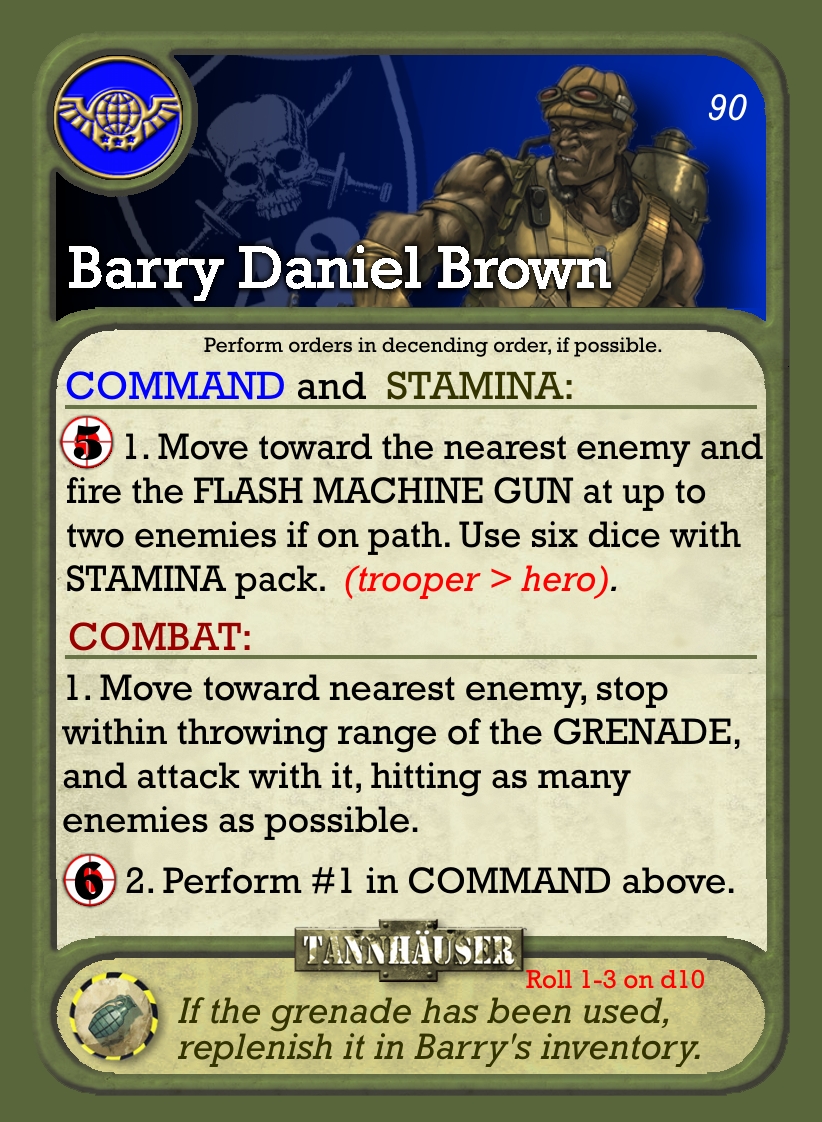 90
Barry Daniel Brown
Perform orders in decending order, if possible.
COMMAND and STAMINA:
5 1. Move toward the nearest enemy and
fire the FLASH MACHINE GUN at up to
two enemies if on path. Use six dice with
STAMINA pack. (trooper > hero).
COMBAT:
1. Move toward nearest enemy, stop
within throwing range of the GRENADE,
and attack with it, hitting as many
enemies as possible.
6 2. Perform #1 in COMMAND above.
TANNHÄUSER
Roll 1-3 on d10
If the grenade has been used,
replenish it in Barry's inventory.